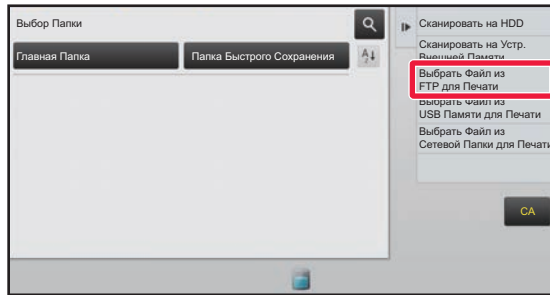 Выбор Папки
Главная Папка
Папка Быстрого Сохранения
Сканировать на HDD
Сканировать на Устр.
Внешней Памяти
Выбрать Файл из
FTP для Печати
Выбрать Файл из
USB Памяти для Печати
Выбрать Файл из
Сетевой Папки для Печати
CA